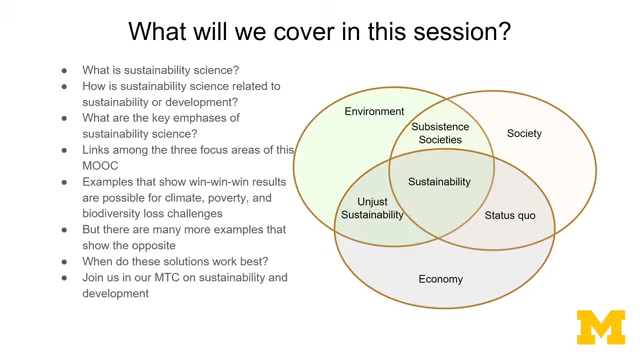 What will we cover in this session?
● What is sustainability science?
● How is sustainability science related to
sustainability or development?
● What are the key emphases of
sustainability science?
● Links among the three focus areas of this
MOOC
● Examples that show win-win-win results
are possible for climate, poverty, and
biodiversity loss challenges
● But there are many more examples that
show the opposite
● When do these solutions work best?
● Join us in our MTC on sustainability and
development
Environment
Subsistence
Societies
Society
Sustainability
Unjust
Sustainability
Status quo
Economy
M